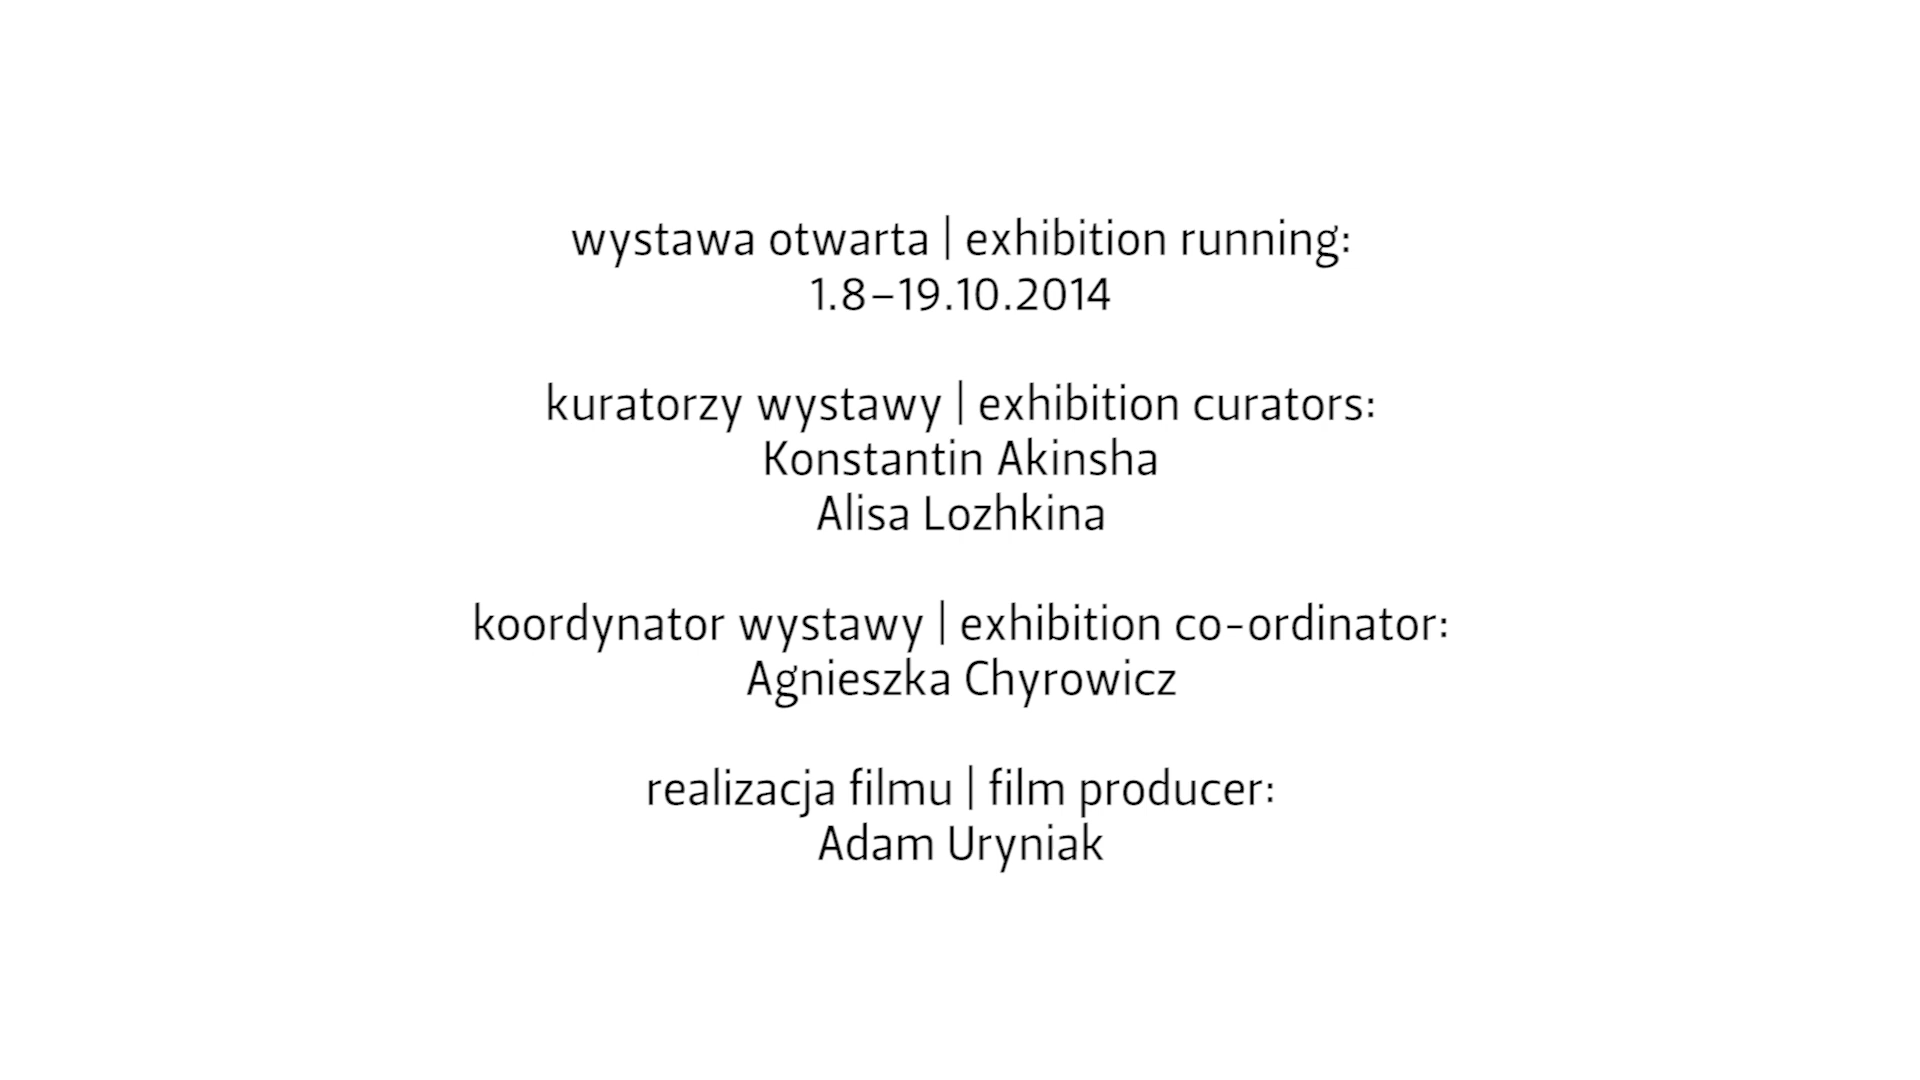 wystawa otwarta | exhibition running:
1.8–19.10.2014
kuratorzy wystawy | exhibition curators:
Konstantin Akinsha
Alisa Lozhkina
koordynator wystawy | exhibition co-ordinator:
Agnieszka Chyrowicz
realizacja filmu | film producer:
Adam Uryniak